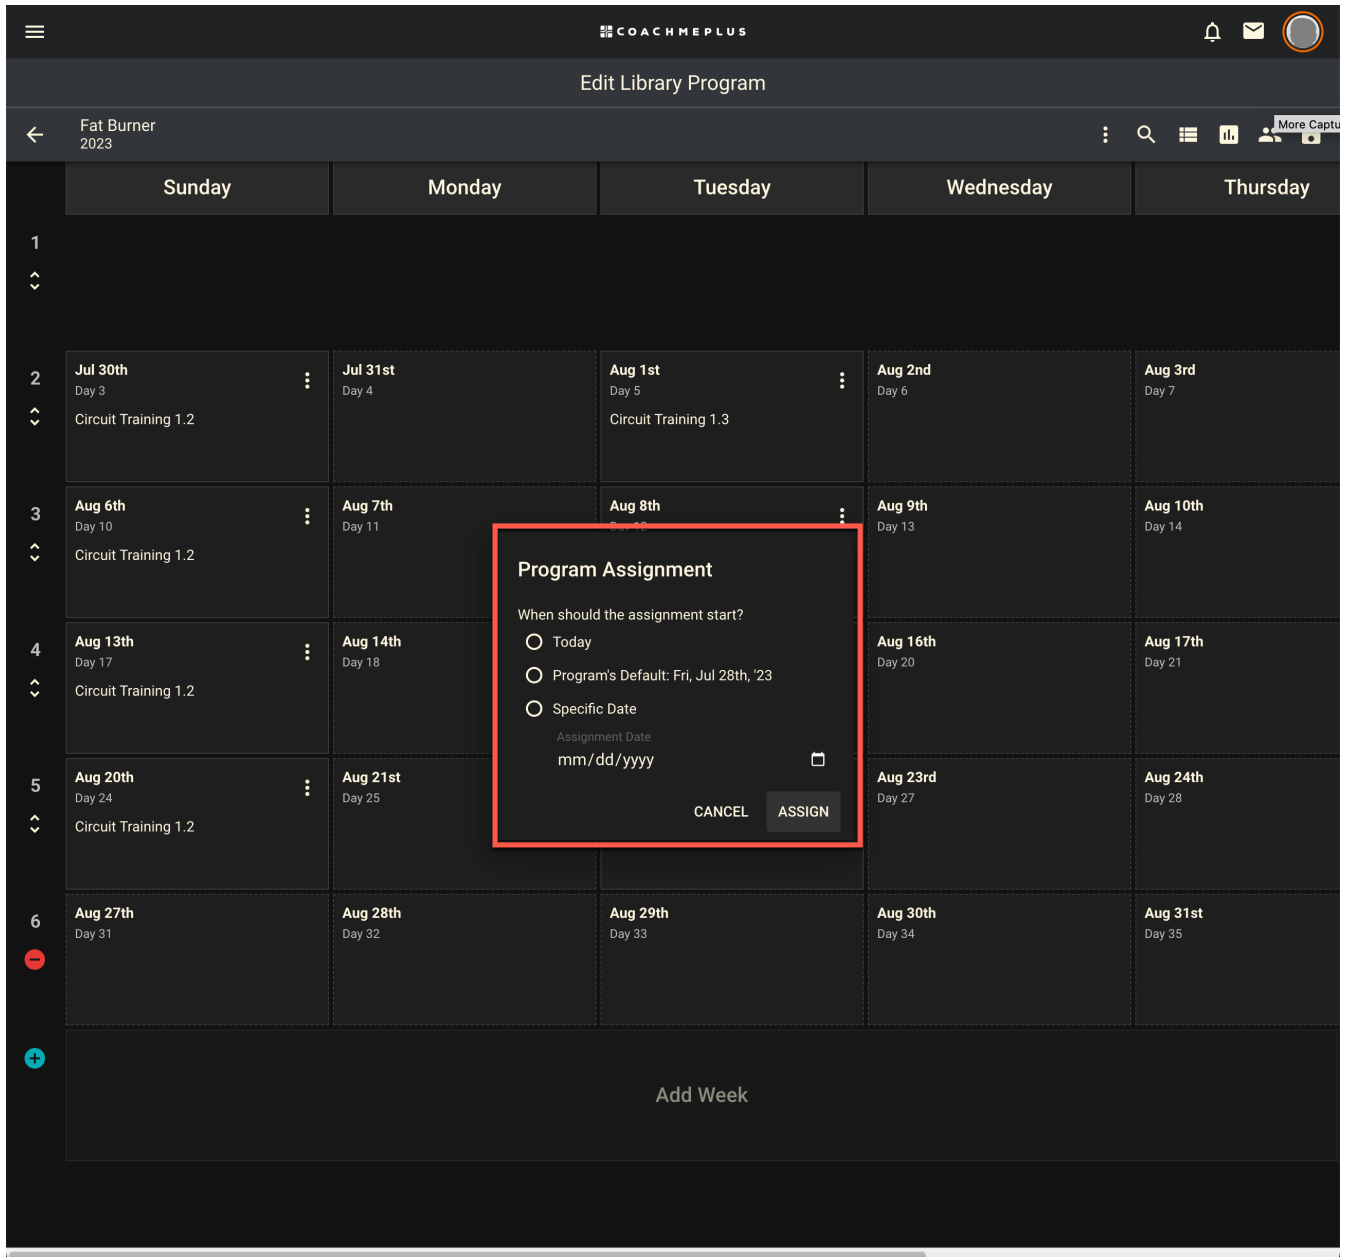 COACHMEPLUS
Edit Library Program
Fat Burner
2023
More Captu
Sunday Monday Tuesday Wednesday Thursday
1
2
Jul 30th Jul 31st Aug 1st Aug 2nd Aug 3rd
Day 3 Day 4 Day 5 Day 6 Day 7
Circuit Training 1.2 Circuit Training 1.3
3
Aug 6th Aug 7th Aug 8th Aug 9th Aug 10th
Day 10 Day 11 Day 12 Day 13 Day 14
Circuit Training 1.2
4
Aug 13th Aug 14th Aug 16th Aug 17th
Day 17 Day 18 Day 20 Day 21
Circuit Training 1.2
5
Aug 20th Aug 21st Aug 23rd Aug 24th
Day 24 Day 25 Day 27 Day 28
Circuit Training 1.2
6
Aug 27th Aug 28th Aug 29th Aug 30th Aug 31st
Day 31 Day 32 Day 33 Day 34 Day 35
Add Week
Program Assignment
When should the assignment start?
Today
Program's Default: Fri, Jul 28th, '23
Specific Date
Assignment Date
mm/dd/yyyy
CANCEL ASSIGN